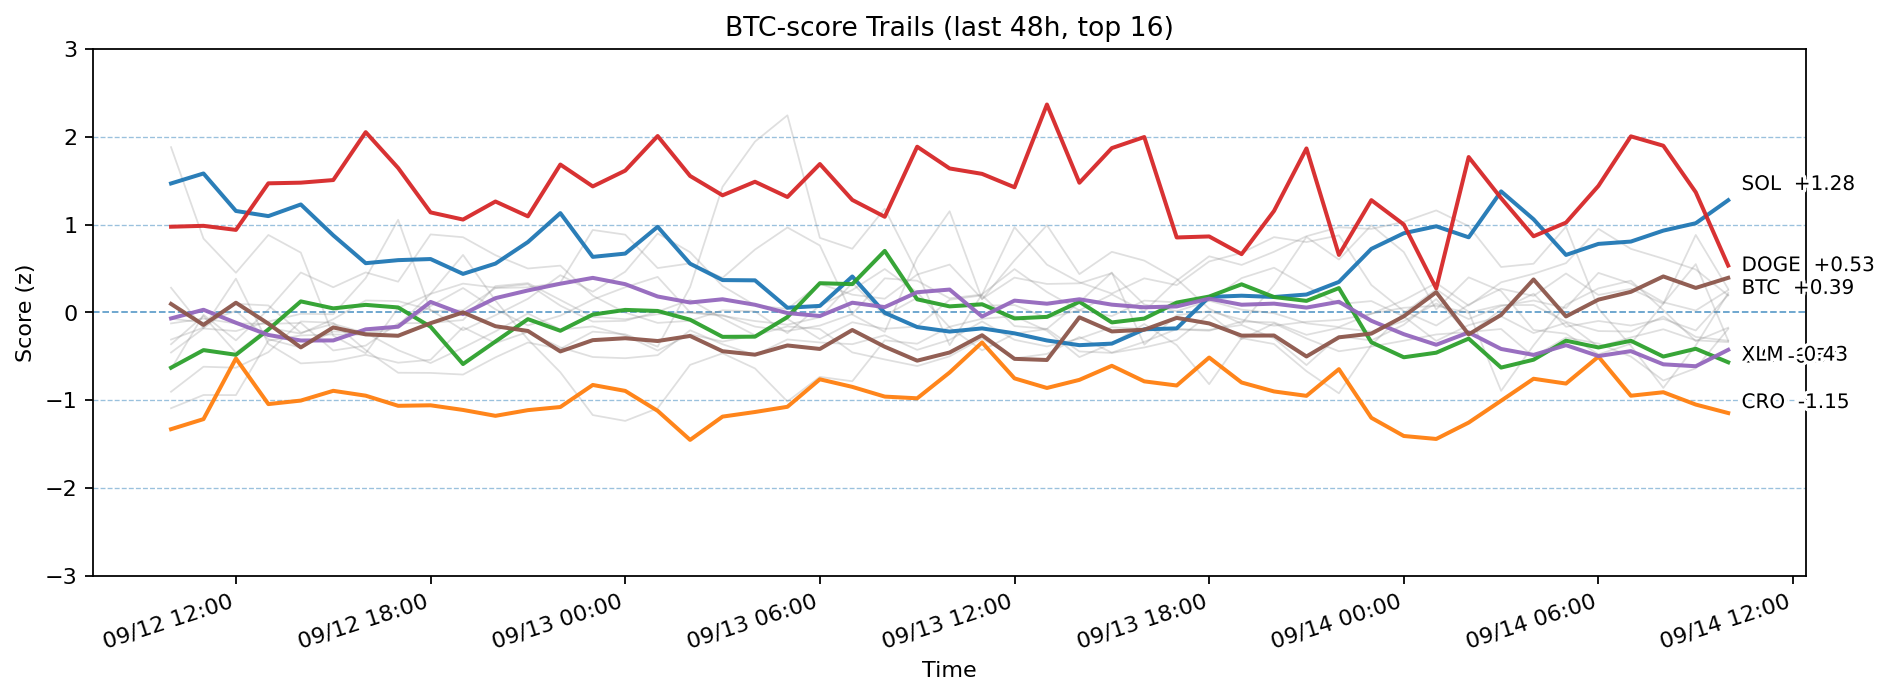 BTC-score Trails (last 48h, top 16)
3
2
1
0
−1
−2
−3
Score (z)
SOL +1.28
DOGE +0.53
BTC +0.39
XLM -0.43
CRO -1.15
09/12 12:00
09/12 18:00
09/13 00:00
09/13 06:00
09/13 12:00
09/13 18:00
09/14 00:00
09/14 06:00
09/14 12:00
Time